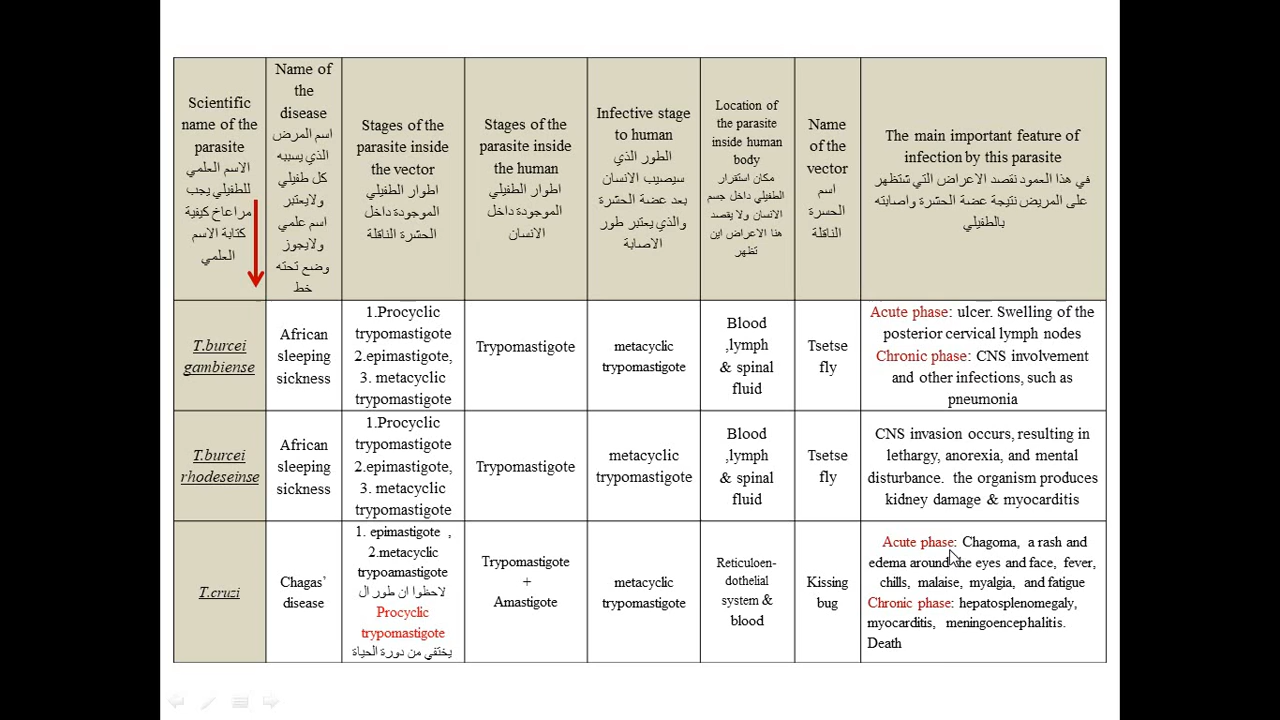 Scientific
name of the
parasite
الاسم العلمي
للطفيلي يجب
مراعاخ كيفية
كتابة الاسم
العلمي
Name of
the
disease
اسم المرض
الذي يسببه
كل طفيلي
ولايعتبر
اسم علمي
ولايجوز
وضع تحته
خط
Stages of the
parasite inside
the vector
اطوار الطفيلي
الموجودة داخل
الحشرة الناقلة
Stages of the
parasite inside
the human
اطوار الطفيلي
الموجودة داخل
الانسان
Infective stage
to human
الطور الذي
سيصيب الانسان
بعد عضة الحشرة
والذي يعتبر طور
الاصابة
Location of
the parasite
inside human
body
مكان استقرار
الطفيلي داخل جسم
الانسان ولا يقصد
هنا الاعراض اين
تظهر
Name
of the
vector
اسم
الحسرة
الناقلة
The main important feature of
infection by this parasite
في هذا العمود نقصد الاعراض التي ستظهر
على المريض نتيجة عضة الحشرة واصابته
بالطفيلي
T.burcei
gambiense
African
sleeping
sickness
1.Procyclic
trypomastigote
2.epimastigote,
3. metacyclic
trypomastigote
Trypomastigote
metacyclic
trypomastigote
Blood
,lymph
& spinal
fluid
Tsetse
fly
Acute phase: ulcer. Swelling of the
posterior cervical lymph nodes
Chronic phase: CNS involvement
and other infections, such as
pneumonia
T.burcei
rhodeseinse
African
sleeping
sickness
1.Procyclic
trypomastigote
2.epimastigote,
3. metacyclic
trypomastigote
Trypomastigote
metacyclic
trypomastigote
Blood
,lymph
& spinal
fluid
Tsetse
fly
CNS invasion occurs, resulting in
lethargy, anorexia, and mental
disturbance. the organism produces
kidney damage & myocarditis
T.cruzi
Chagas’
disease
1. epimastigote ,
2.metacyclic
trypoamastigote
لاحظوا ان طور ال
Procyclic
trypomastigote
يختفي من دورة الحياة
Trypomastigote
+
Amastigote
metacyclic
trypomastigote
Reticuloen-
dothelial
system &
blood
Kissing
bug
Acute phase: Chagoma, a rash and
edema around the eyes and face, fever,
chills, malaise, myalgia, and fatigue
Chronic phase: hepatosplenomegaly,
myocarditis, meningoencephalitis.
Death